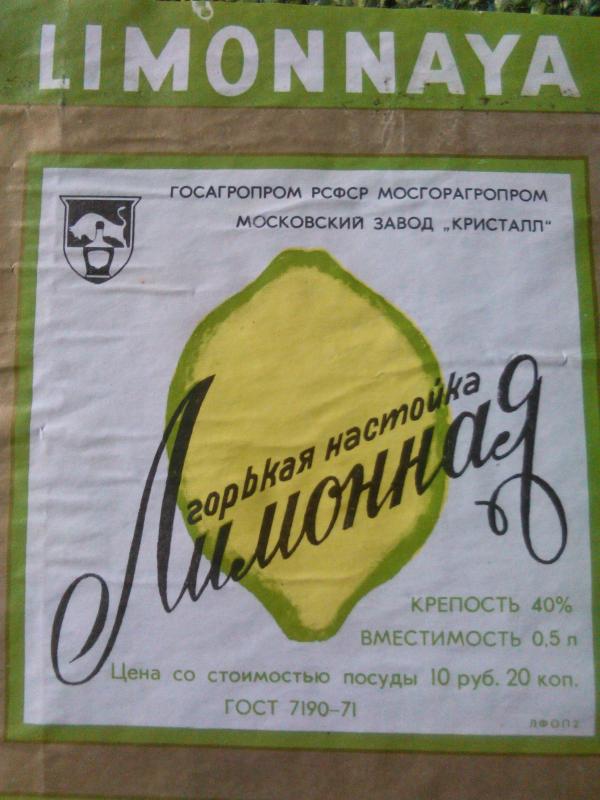 LIMONNAYA
ГОСАГРОПРОМ РСФСР МОСГОРАГРОПРОМ
МОСКОВСКИЙ ЗАВОД „КРИСТАЛЛ"
горькая настойка
Лимонная
КРЕПОСТЬ 40%
ВМЕСТИМОСТЬ 0,5 л
Цена со стоимостью посуды 10 руб. 20 коп.
ГОСТ 7190–71
ЛФОП2